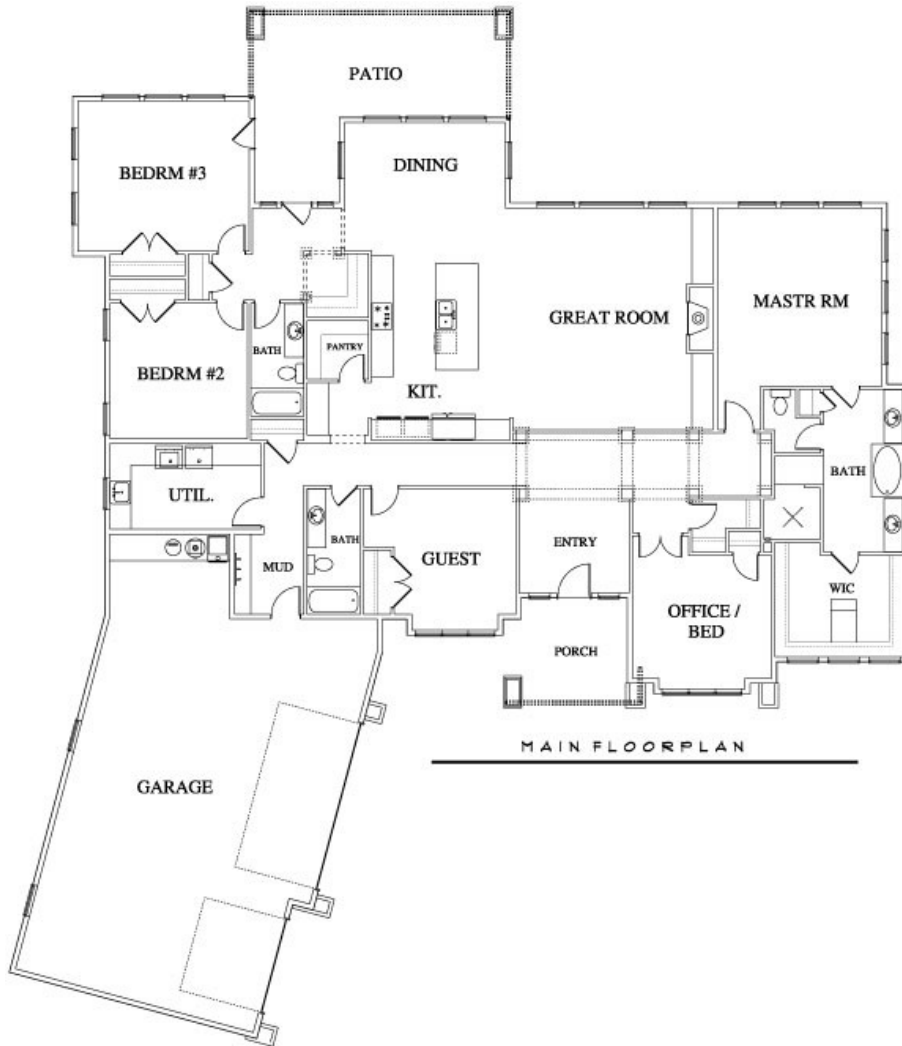 PATIO
BEDRM #3
DINING
GREAT ROOM
MASTR RM
BATH
PANTRY
BEDRM #2
KIT.
BATH
UTIL.
BATH
MUD
GUEST
ENTRY
WIC
OFFICE /
BED
PORCH
MAIN FLOORPLAN
GARAGE